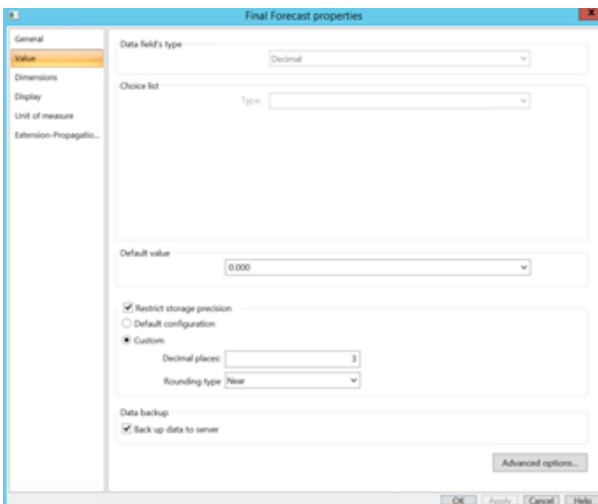 Final Forecast properties
General
Value
Dimensions
Display
Unit of measure
Extension-Propagatio...
Data field's type
Decimal
Choice list
Type:
Default value
0.000
Restrict storage precision
Default configuration
Custom
Decimal places: 3
Rounding type Near
Data backup
Back up data to server
Advanced options...
OK Apply Cancel Help